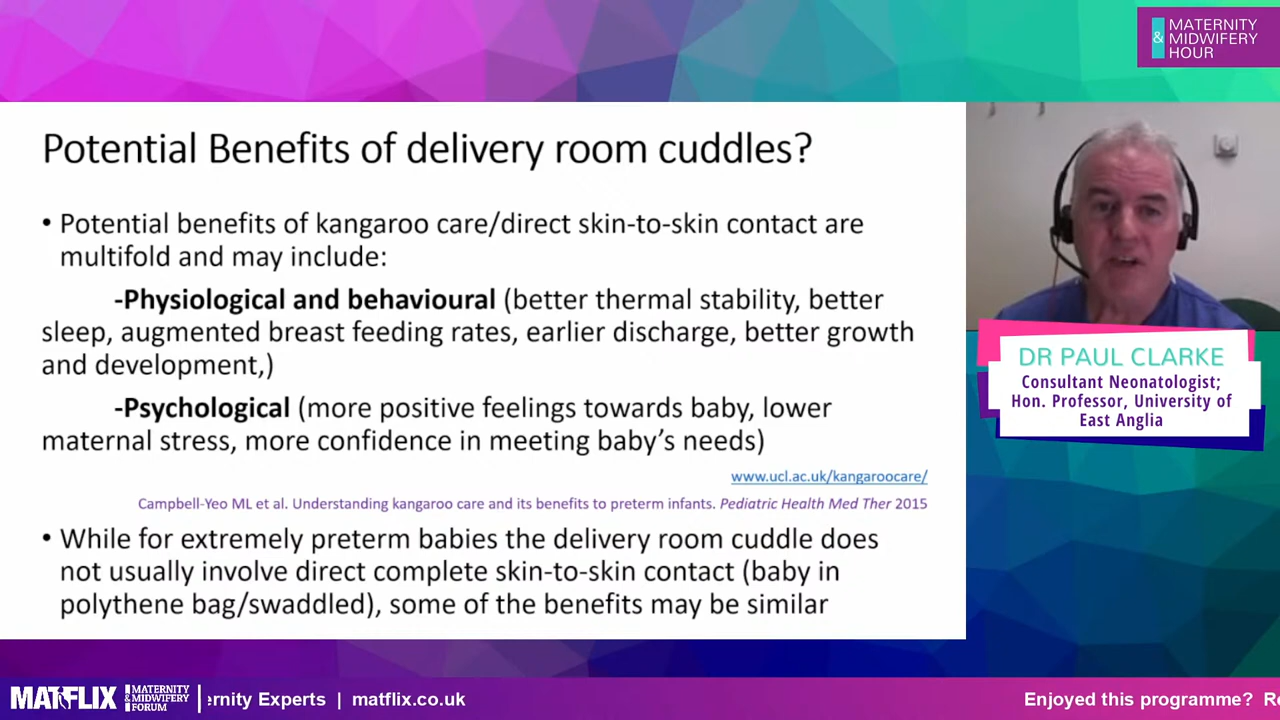 MATERNITY
& MIDWIFERY
HOUR
Potential Benefits of delivery room cuddles?
• Potential benefits of kangaroo care/direct skin-to-skin contact are
multifold and may include:
-Physiological and behavioural (better thermal stability, better
sleep, augmented breast feeding rates, earlier discharge, better growth
and development,)
-Psychological (more positive feelings towards baby, lower
maternal stress, more confidence in meeting baby's needs)
www.ucl.ac.uk/kangaroocare/
Campbell-Yeo ML et al. Understanding kangaroo care and its benefits to preterm infants. Pediatric Health Med Ther 2015
• While for extremely preterm babies the delivery room cuddle does
not usually involve direct complete skin-to-skin contact (baby in
polythene bag/swaddled), some of the benefits may be similar
DR PAUL CLARKE
Consultant Neonatologist;
Hon. Professor, University of
East Anglia
MATFLIX
MATERNITY
& MIDWIFERY
FORUM
rnity Experts | matflix.co.uk
Enjoyed this programme?